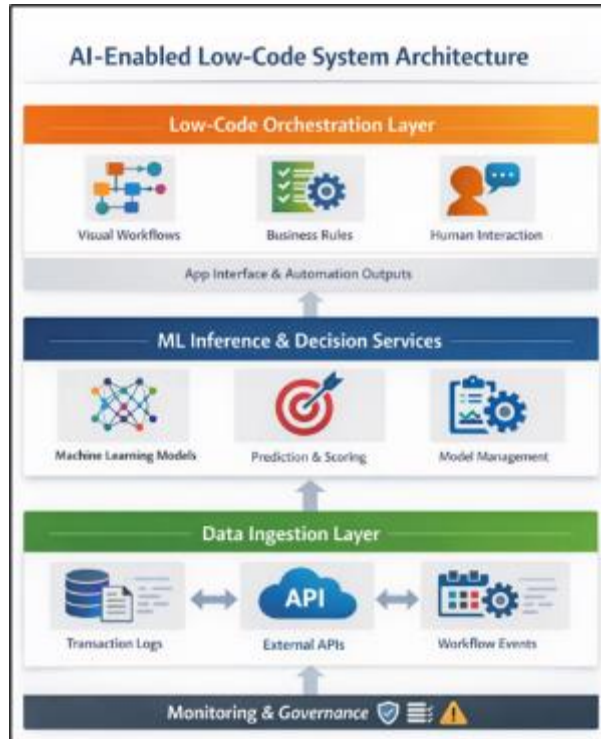 AI-Enabled Low-Code System Architecture
Low-Code Orchestration Layer
Visual Workflows
Business Rules
Human Interaction
App Interface & Automation Outputs
ML Inference & Decision Services
Machine Learning Models
Prediction & Scoring
Model Management
Data Ingestion Layer
API
Transaction Logs
External APIs
Workflow Events
Monitoring & Governance